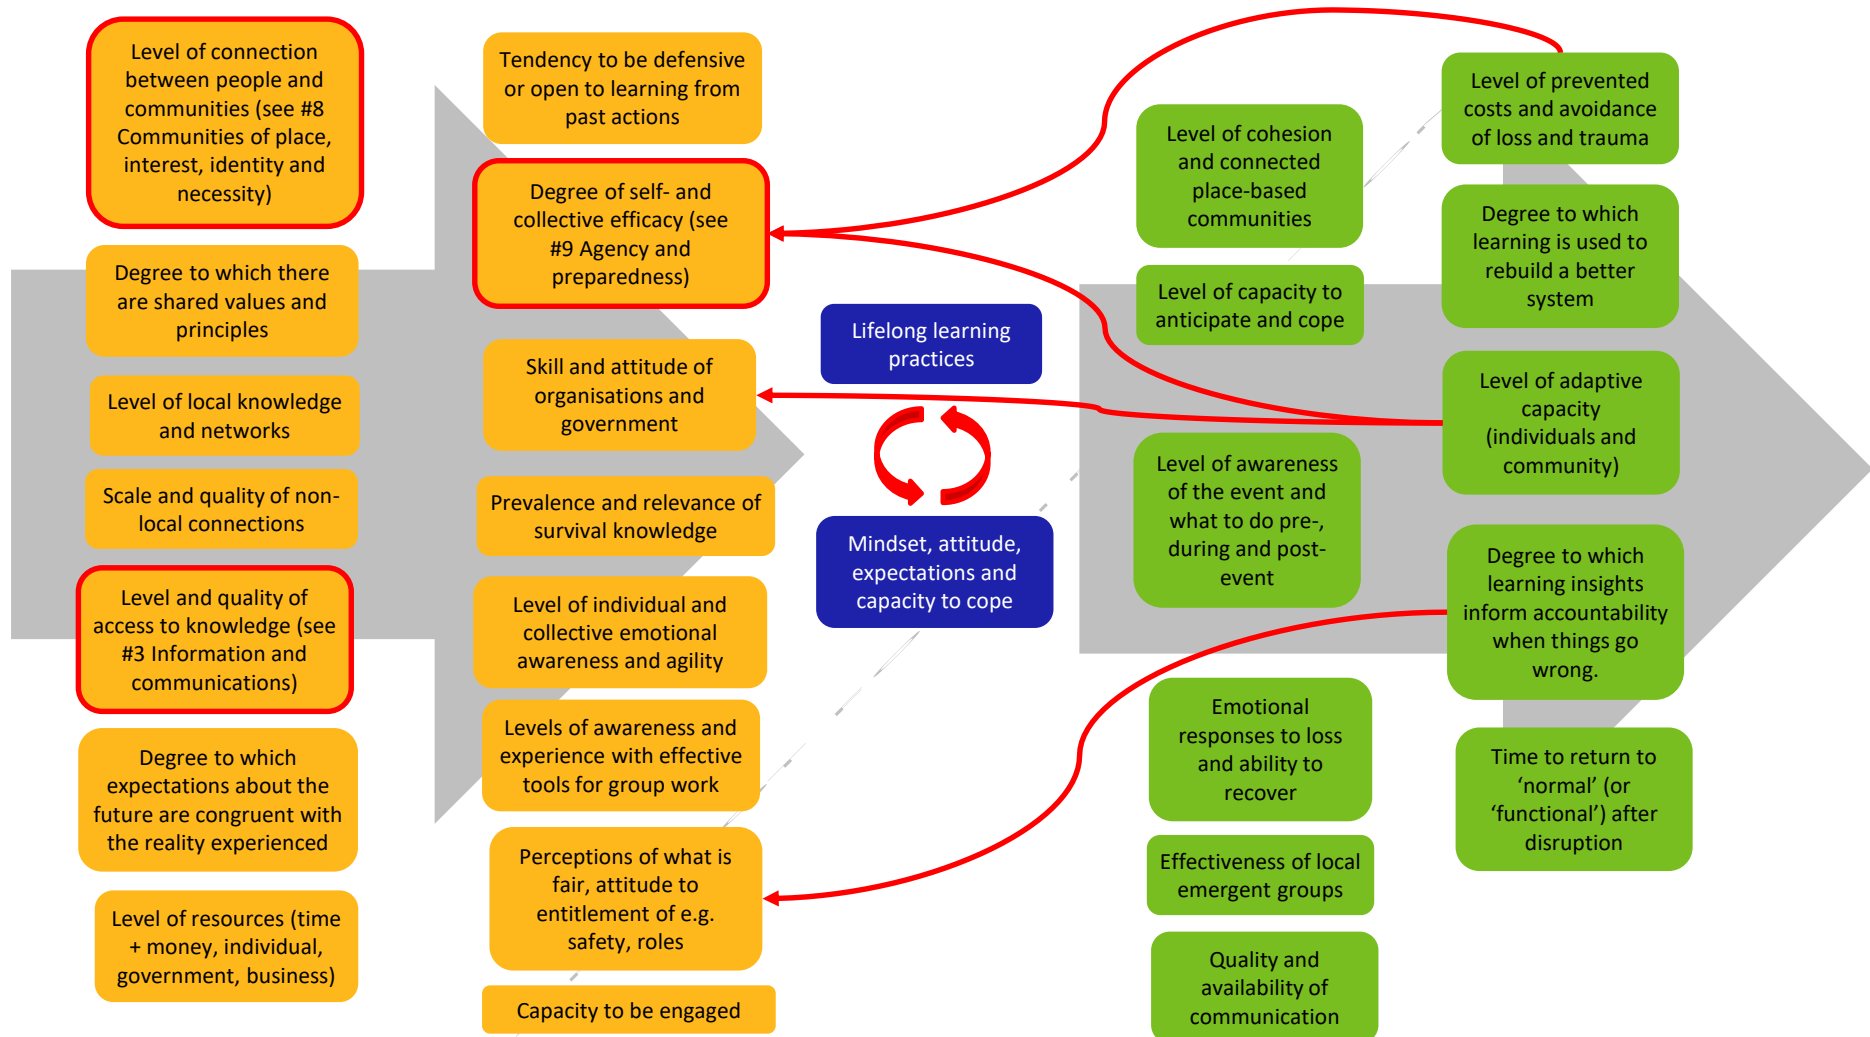 Level of connection
between people and
communities (see #8
Communities of place,
interest, identity and
necessity)
Degree to which there
are shared values and
principles
Level of local knowledge
and networks
Scale and quality of non-
local connections
Level and quality of
access to knowledge (see
#3 Information and
communications)
Degree to which
expectations about the
future are congruent with
the reality experienced
Level of resources (time
+ money, individual,
government, business)
Tendency to be defensive
or open to learning from
past actions
Degree of self- and
collective efficacy (see
#9 Agency and
preparedness)
Skill and attitude of
organisations and
government
Prevalence and relevance of
survival knowledge
Level of individual and
collective emotional
awareness and agility
Levels of awareness and
experience with effective
tools for group work
Perceptions of what is
fair, attitude to
entitlement of e.g.
safety, roles
Capacity to be engaged
Lifelong learning
practices
Mindset, attitude,
expectations and
capacity to cope
Level of cohesion
and connected
place-based
communities
Level of capacity to
anticipate and cope
Level of awareness
of the event and
what to do pre-,
during and post-
event
Emotional
responses to loss
and ability to
recover
Effectiveness of local
emergent groups
Quality and
availability of
communication
Level of prevented
costs and avoidance
of loss and trauma
Degree to which
learning is used to
rebuild a better
system
Level of adaptive
capacity
(individuals and
community)
Degree to which
learning insights
inform accountability
when things go
wrong.
Time to return to
‘normal’ (or
‘functional’) after
disruption